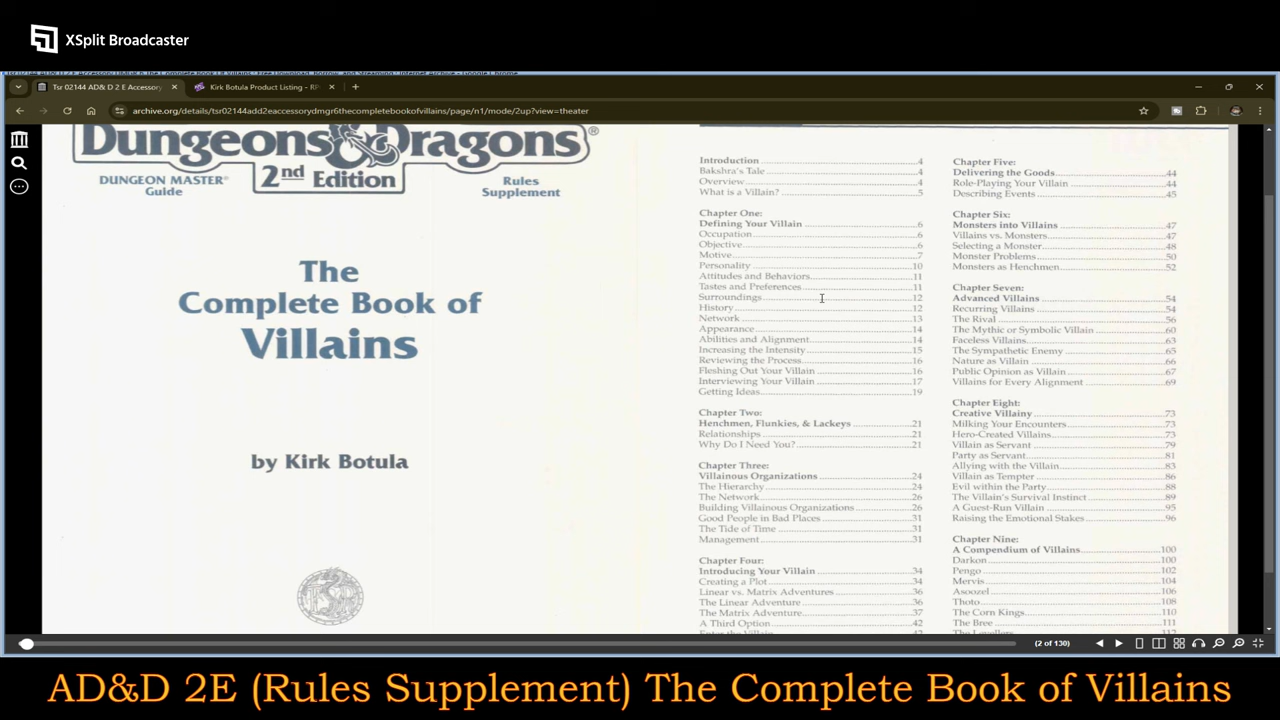 XSplit Broadcaster
Tsr 02144 AD& D 2 E Accessory
Kirk Botula Product Listing - RP
archive.org/details/tsr02144add2eaccessorydmgr6thecompletebookofvillains/page/n1/mode/2up?view=theater
Dungeons & Dragons®
2nd Edition
DUNGEON MASTER®
Guide
Rules
Supplement
The
Complete Book of
Villains
by Kirk Botula
Introduction 4
Bakshra's Tale 4
Overview 4
What is a Villain? 5
Chapter One:
Defining Your Villain 6
Occupation 6
Objective 6
Motive 7
Personality 10
Attitudes and Behaviors 11
Tastes and Preferences 11
Surroundings 12
History 12
Network 13
Appearance 14
Abilities and Alignment 14
Increasing the Intensity 15
Reviewing the Process 16
Fleshing Out Your Villain 16
Interviewing Your Villain 17
Getting Ideas 19
Chapter Two:
Henchmen, Flunkies, & Lackeys 21
Relationships 21
Why Do I Need You? 21
Chapter Three:
Villainous Organizations 24
The Hierarchy 24
The Network 26
Building Villainous Organizations 26
Good People in Bad Places 31
The Tide of Time 31
Management 31
Chapter Four:
Introducing Your Villain 34
Creating a Plot 34
Linear vs. Matrix Adventures 36
The Linear Adventure 36
The Matrix Adventure 37
A Third Option 42
Chapter Five:
Delivering the Goods 44
Role-Playing Your Villain 44
Describing Events 45
Chapter Six:
Monsters into Villains 47
Villains vs. Monsters 47
Selecting a Monster 48
Monster Problems 50
Monsters as Henchmen 52
Chapter Seven:
Advanced Villains 54
Recurring Villains 54
The Rival 56
The Mythic or Symbolic Villain 60
Faceless Villains 63
The Sympathetic Enemy 65
Nature as Villain 66
Public Opinion as Villain 67
Villains for Every Alignment 69
Chapter Eight:
Creative Villainy 73
Milking Your Encounters 73
Hero-Created Villains 73
Villain as Servant 79
Party as Servant 81
Allying with the Villain 83
Villain as Tempter 86
Evil within the Party 88
The Villain's Survival Instinct 89
A Guest-Run Villain 95
Raising the Emotional Stakes 96
Chapter Nine:
A Compendium of Villains 100
Darkon 100
Pengo 102
Mervis 104
Asoozel 106
Thoto 108
The Corn Kings 110
The Bree 111
(2 of 130)
AD&D 2E (Rules Supplement) The Complete Book of Villains